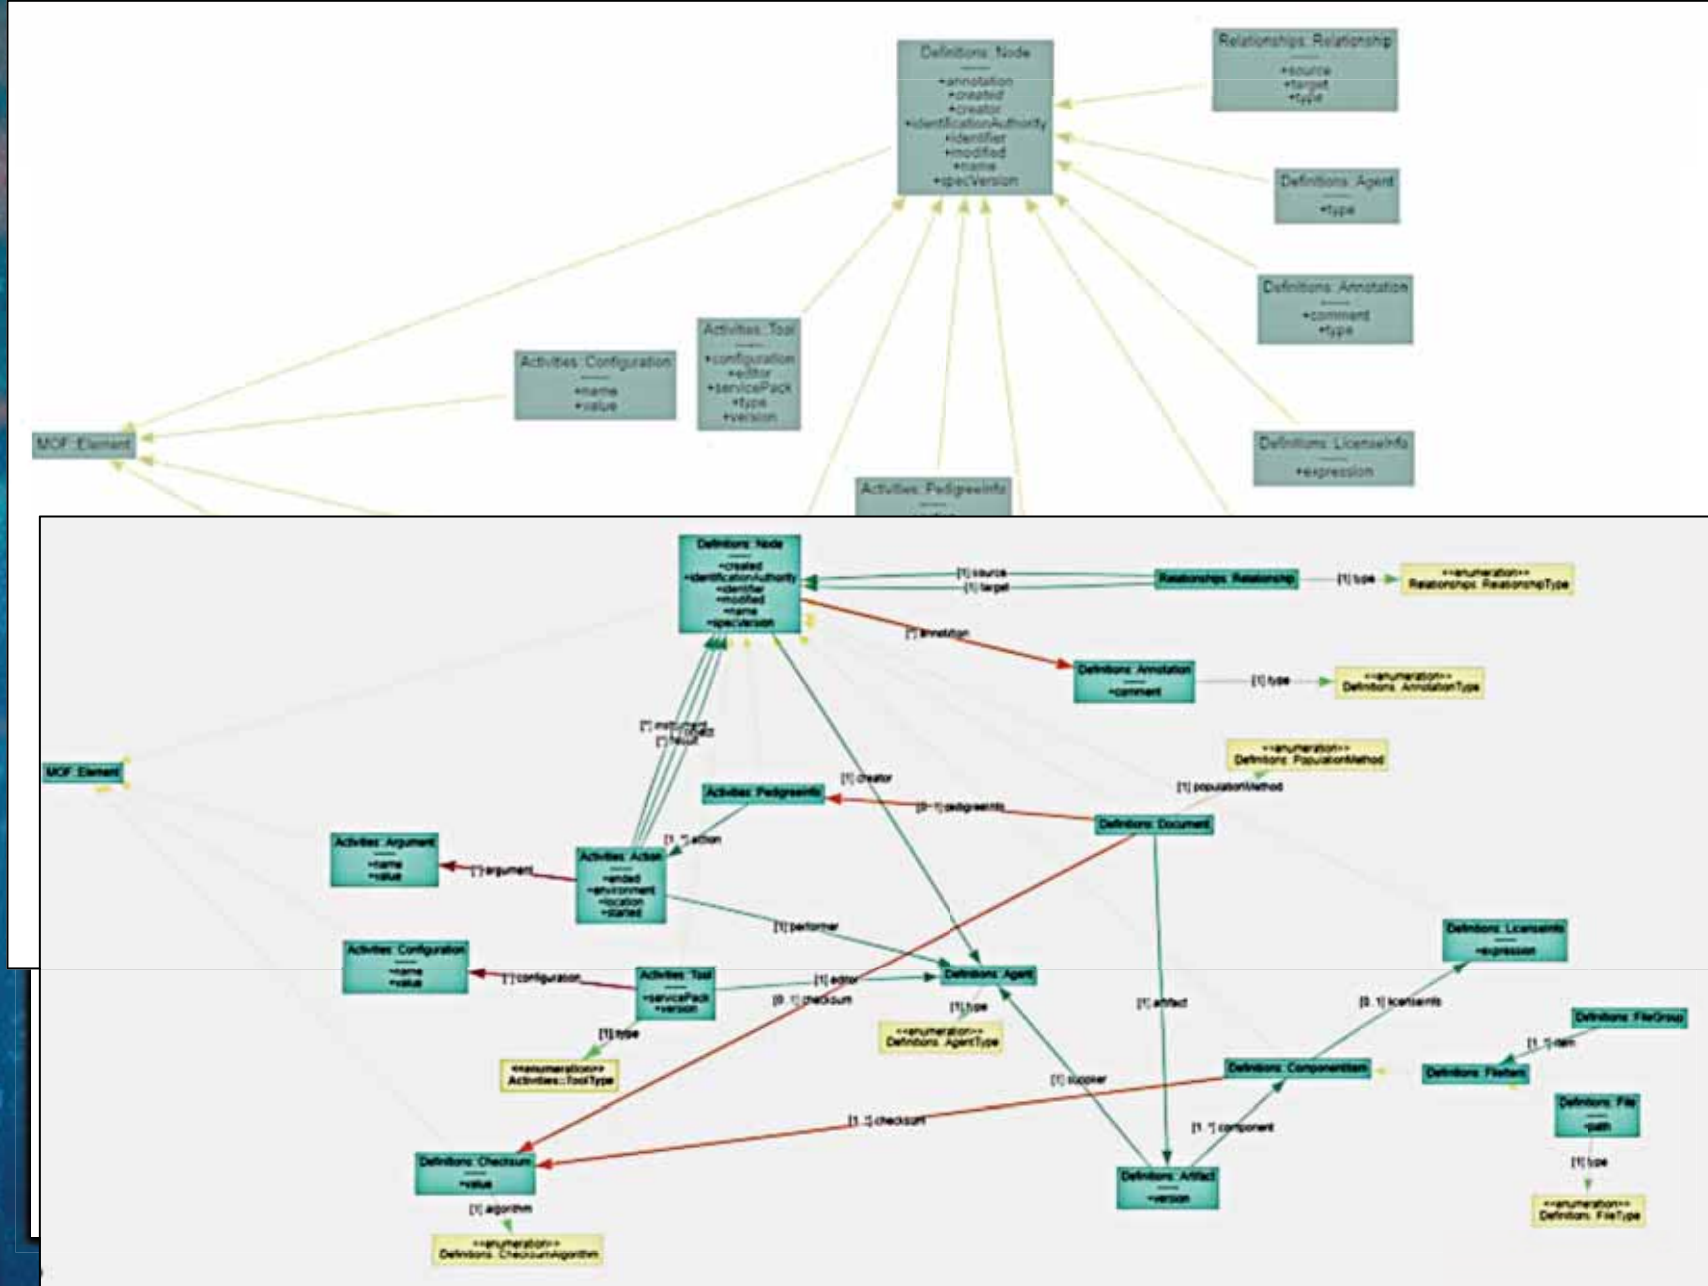 Definitions::Node
+annotation
+created
+creator
+identificationAuthority
+identifier
+modified
+name
+specVersion
Relationships::Relationship
+source
+target
+type
Definitions::Agent
+type
Definitions::Annotation
+comment
+type
Activities::Tool
+configuration
+editor
+servicePack
+type
+version
Activities::Configuration
+name
+value
MOF::Element
Definitions::LicenseInfo
+expression
Activities::PedigreeInfo
Definitions::Node
+created
+identificationAuthority
+identifier
+modified
+name
+specVersion
[1] source
[1] target
Relationships::Relationship
[1] type
<<enumeration>>
Relationships::RelationshipType
[*] annotation
Definitions::Annotation
+comment
[1] type
<<enumeration>>
Definitions::AnnotationType
[*] instrument
[*] result
MOF::Element
<<enumeration>>
Definitions::PopulationMethod
[1] populationMethod
[1] creator
Activities::PedigreeInfo
[0..1] pedigreeInfo
Definitions::Document
[1..*] action
Activities::Argument
+name
+value
[*] argument
Activities::Action
+ended
+environment
+location
+started
[1] performer
Activities::Configuration
+name
+value
[*] configuration
Activities::Tool
+servicePack
+version
[1] editor
[0..1] checksum
Definitions::Agent
[1] type
<<enumeration>>
Definitions::AgentType
[1] artifact
Definitions::LicenseInfo
+expression
[0..1] licenseInfo
Definitions::FileGroup
[1..*] item
[1] type
<<enumeration>>
Activities::ToolType
[1] supplier
Definitions::ComponentItem
Definitions::FileItem
[1..*] checksum
[1..*] component
Definitions::File
+path
[1] type
<<enumeration>>
Definitions::FileType
Definitions::Checksum
+value
[1] algorithm
<<enumeration>>
Definitions::ChecksumAlgorithm
Definitions::Artifact
+version